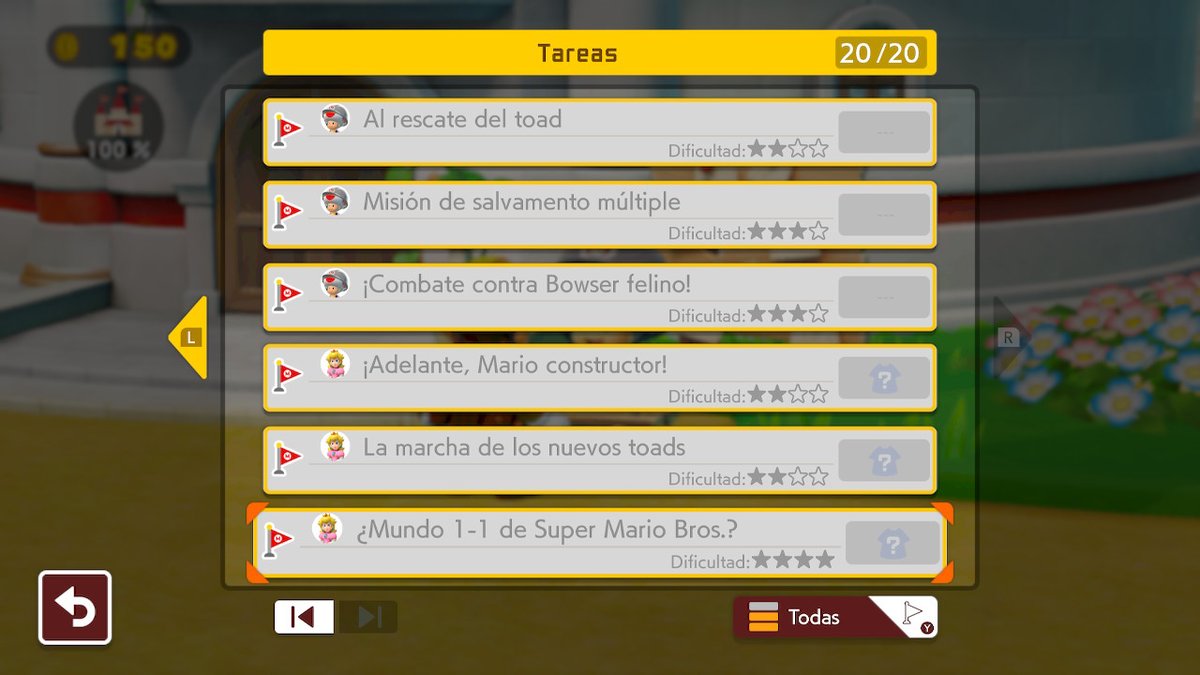 150
Tareas
20/20
100 %
Al rescate del toad
Dificultad:★★☆☆
---
Misión de salvamento múltiple
Dificultad:★★★☆
---
¡Combate contra Bowser felino!
Dificultad:★★★☆
---
L
R
¡Adelante, Mario constructor!
Dificultad:★★☆☆
?
La marcha de los nuevos toads
Dificultad:★★☆☆
?
¿Mundo 1-1 de Super Mario Bros.?
Dificultad:★★★★
?
Todas
Y